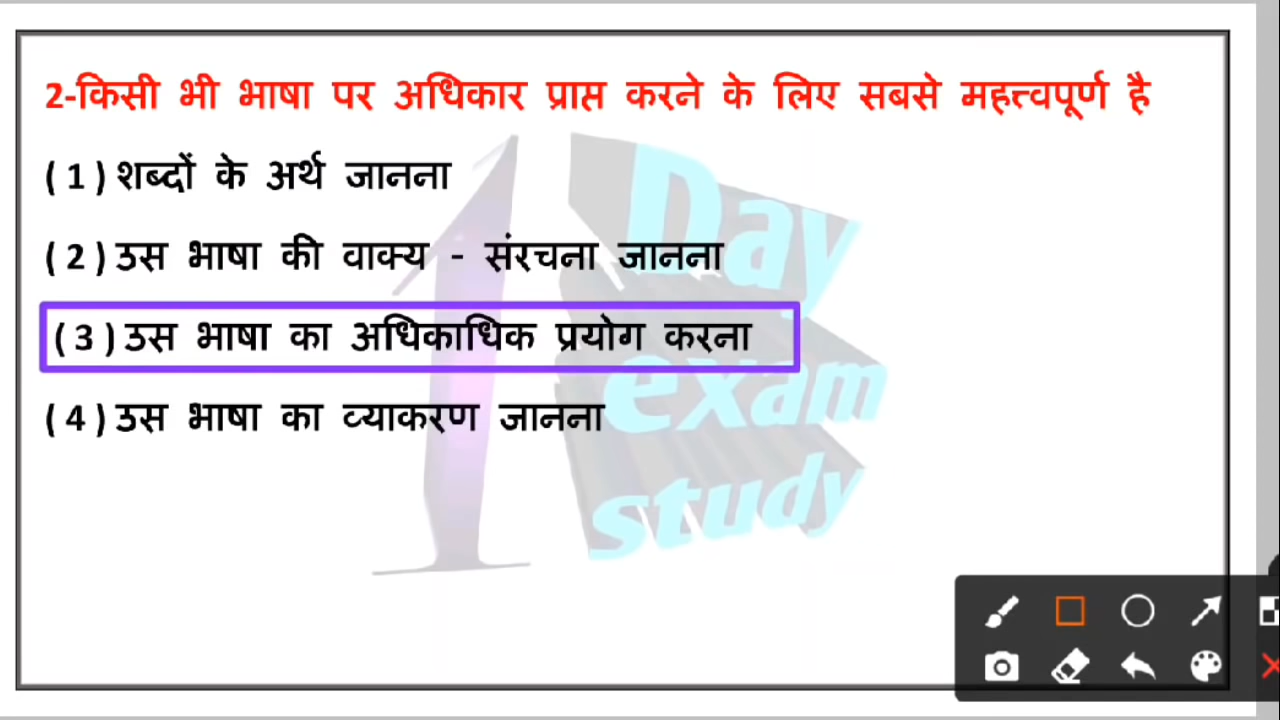 2-किसी भी भाषा पर अधिकार प्राप्त करने के लिए सबसे महत्त्वपूर्ण है
(1) शब्दों के अर्थ जानना
(2) उस भाषा की वाक्य - संरचना जानना
(3) उस भाषा का अधिकाधिक प्रयोग करना
(4) उस भाषा का व्याकरण जानना
1 Day
exam
study